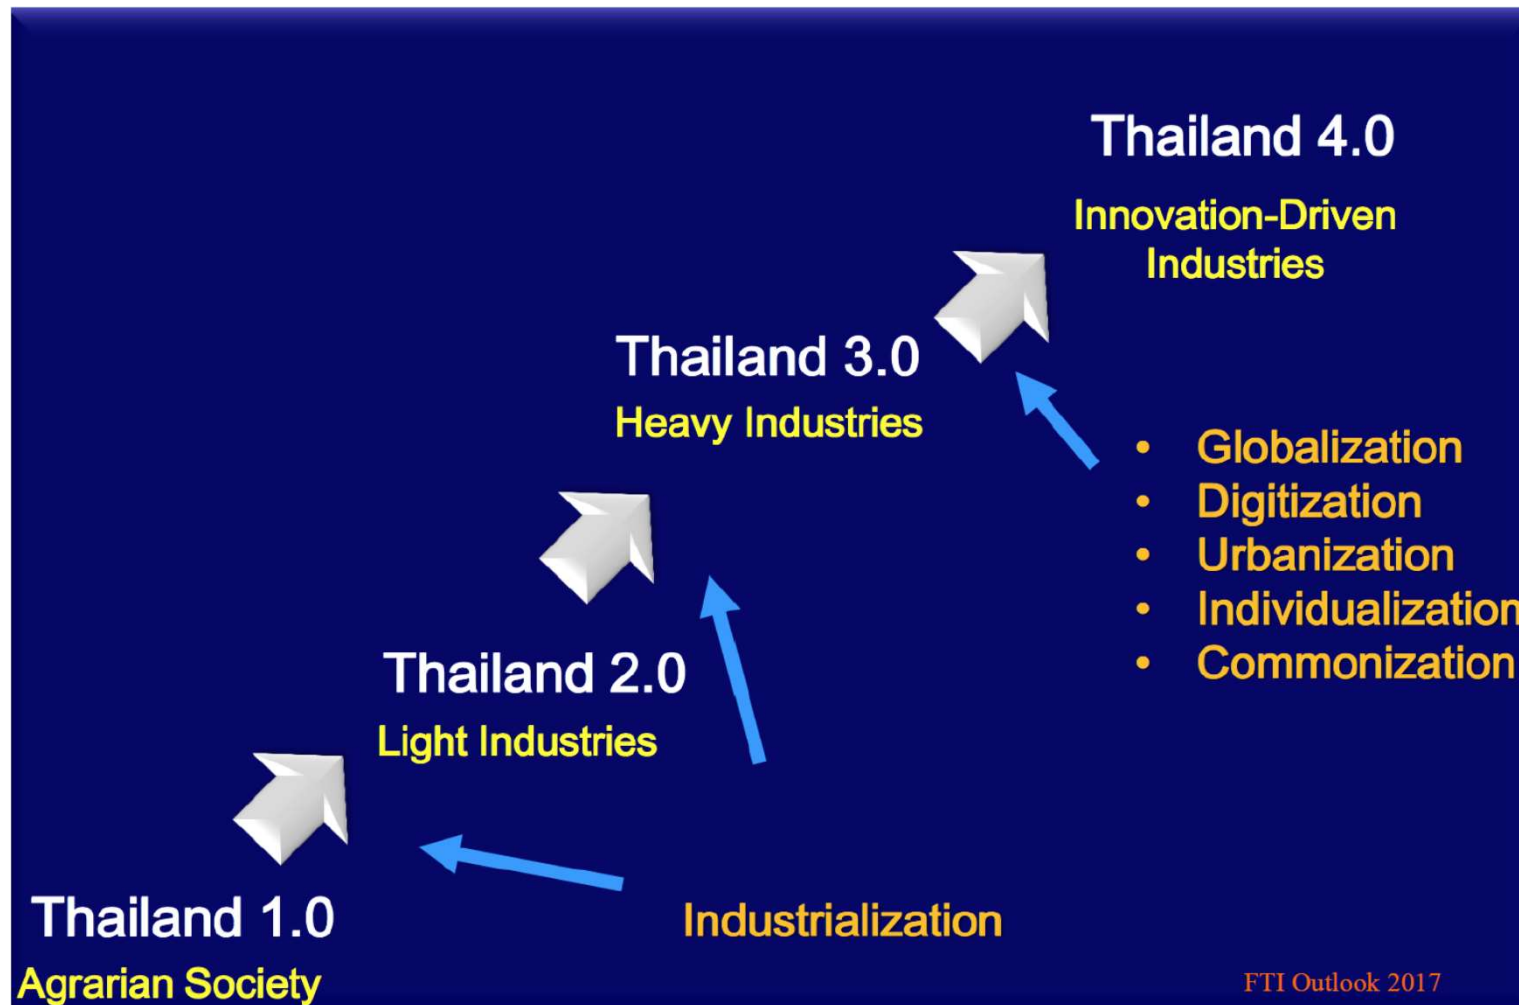 Thailand 4.0
Innovation-Driven
Industries
Thailand 3.0
Heavy Industries
• Globalization
• Digitization
• Urbanization
• Individualization
• Commonization
Thailand 2.0
Light Industries
Thailand 1.0
Agrarian Society
Industrialization
FTI Outlook 2017